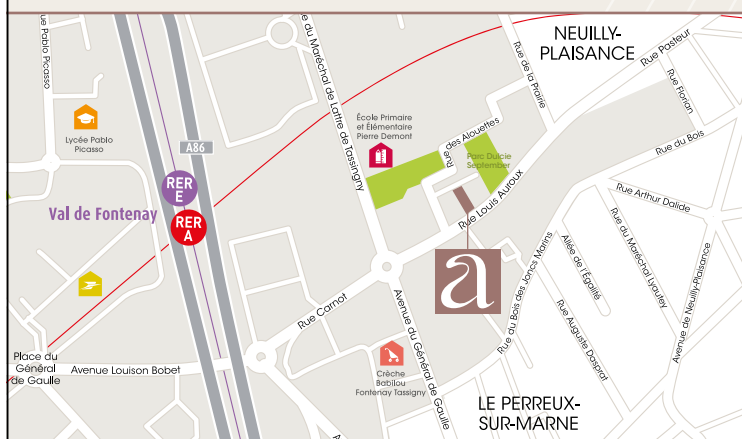 ue Pablo Picasso
e du Maréchal de Lattre de Tassigny
NEUILLY-
PLAISANCE
Rue de la Prairie
Rue Pasteur
Rue Florian
Rue du Bois
Lycée Pablo
Picasso
A86
École Primaire
et Élémentaire
Pierre Demont
Rue
des Alouettes
Parc Dulcie
September
RER
E
Val de Fontenay
RER
A
Rue Louis Auroux
Rue Arthur Dalide
a
Rue du Bois des Joncs Marins
Allée de l'Égalité
Rue du Maréchal Lyautey
Avenue de Neuilly-Plaisance
Rue Carnot
Avenue du Général de Gaulle
Rue Auguste Dasprat
Place du
Général
de Gaulle
Avenue Louison Bobet
Crèche
Babilou
Fontenay Tassigny
LE PERREUX-
SUR-MARNE